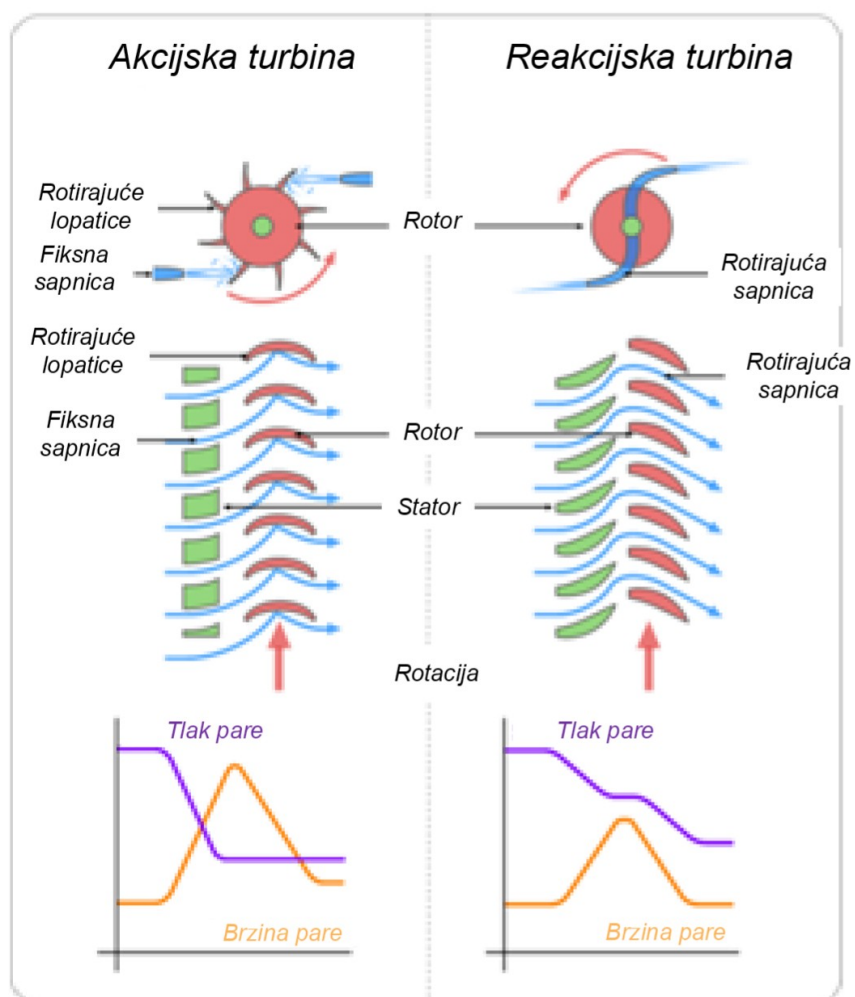 Akcijska turbina
Reakcijska turbina
Rotirajuće
lopatice
Rotor
Fiksna
sapnica
Rotirajuća
sapnica
Rotirajuće
lopatice
Rotirajuća
sapnica
Fiksna
sapnica
Rotor
Stator
Rotacija
Tlak pare
Tlak pare
Brzina pare
Brzina pare